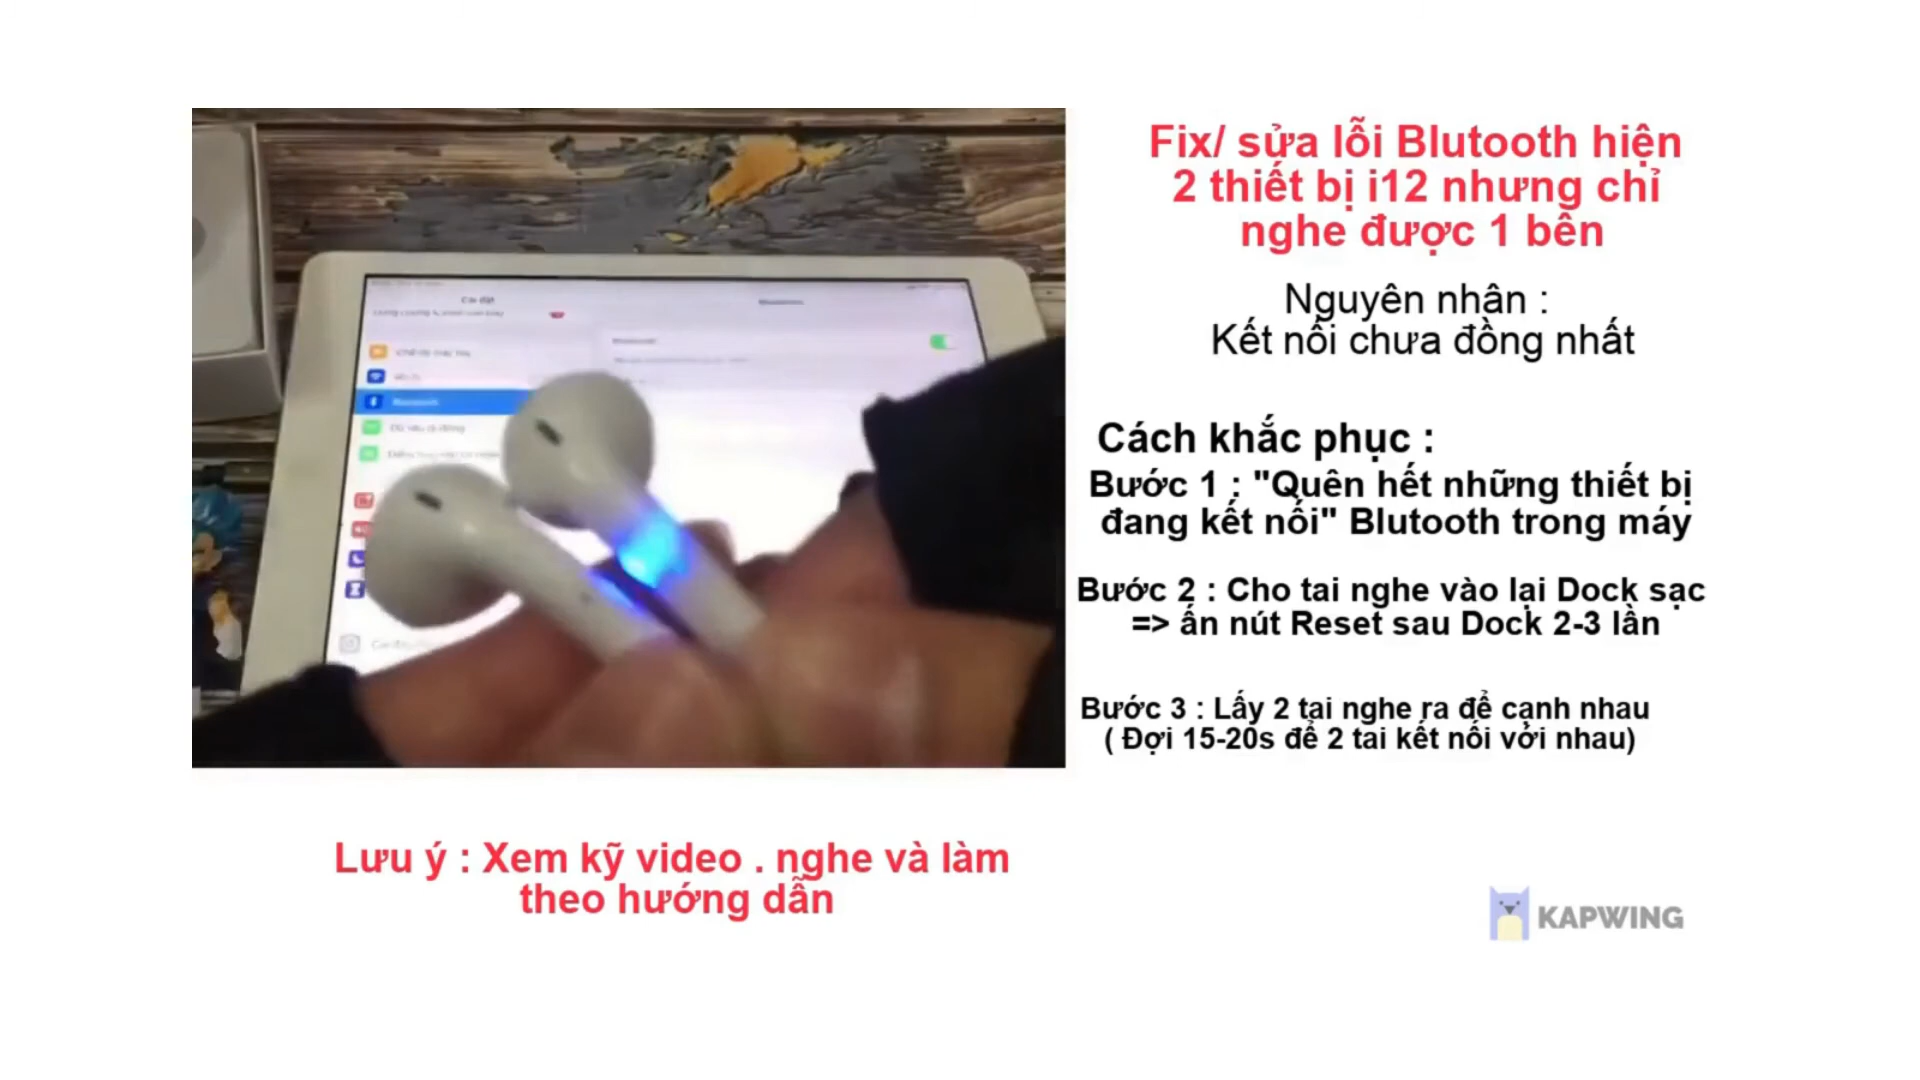 Fix/ sửa lỗi Blutooth hiện
2 thiết bị i12 nhưng chỉ
nghe được 1 bên
Nguyên nhân :
Kết nối chưa đồng nhất
Cách khắc phục :
Bước 1 : "Quên hết những thiết bị
đang kết nối" Blutooth trong máy
Bước 2 : Cho tai nghe vào lại Dock sạc
=> ấn nút Reset sau Dock 2-3 lần
Bước 3 : Lấy 2 tai nghe ra để cạnh nhau
( Đợi 15-20s để 2 tai kết nối với nhau)
Cài đặt
Bluetooth
Lưu ý : Xem kỹ video . nghe và làm
theo hướng dẫn
KAPWING